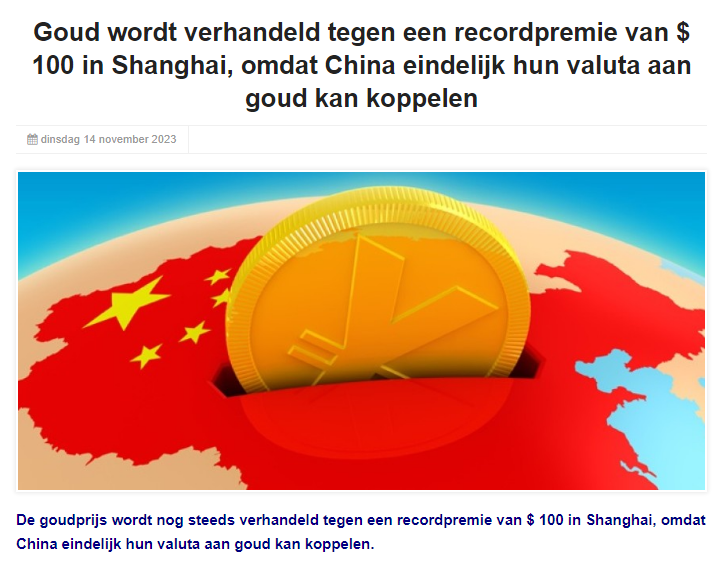 Goud wordt verhandeld tegen een recordpremie van $
100 in Shanghai, omdat China eindelijk hun valuta aan
goud kan koppelen
dinsdag 14 november 2023
De goudprijs wordt nog steeds verhandeld tegen een recordpremie van $ 100 in Shanghai, omdat
China eindelijk hun valuta aan goud kan koppelen.